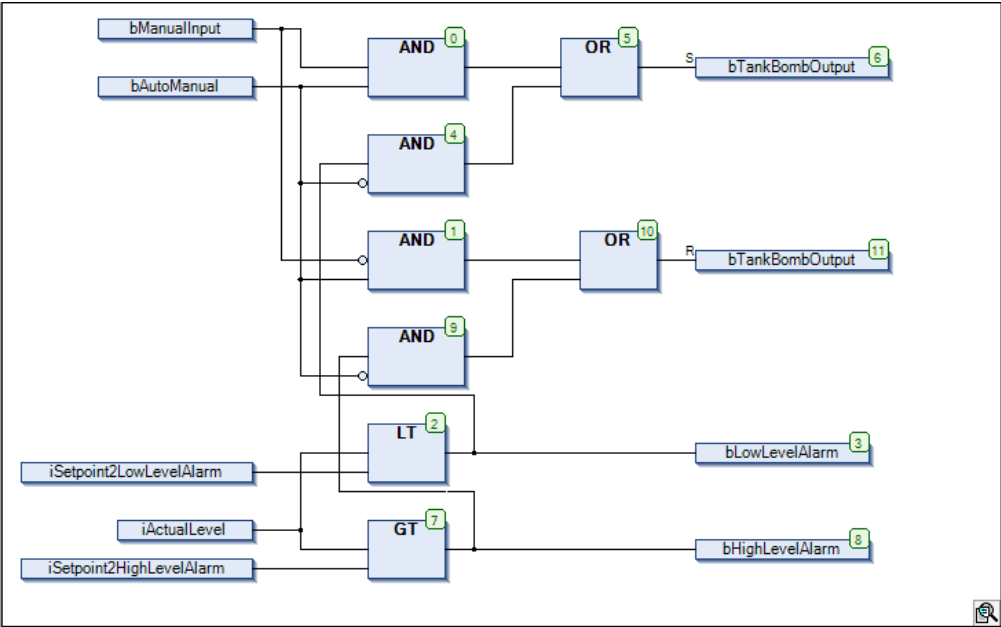 bManualInput
AND 0
OR 5
S bTankBombOutput 6
bAutoManual
AND 4
AND 1
OR 10
R bTankBombOutput 11
AND 9
LT 2
bLowLevelAlarm 3
iSetpoint2LowLevelAlarm
iActualLevel
GT 7
bHighLevelAlarm 8
iSetpoint2HighLevelAlarm